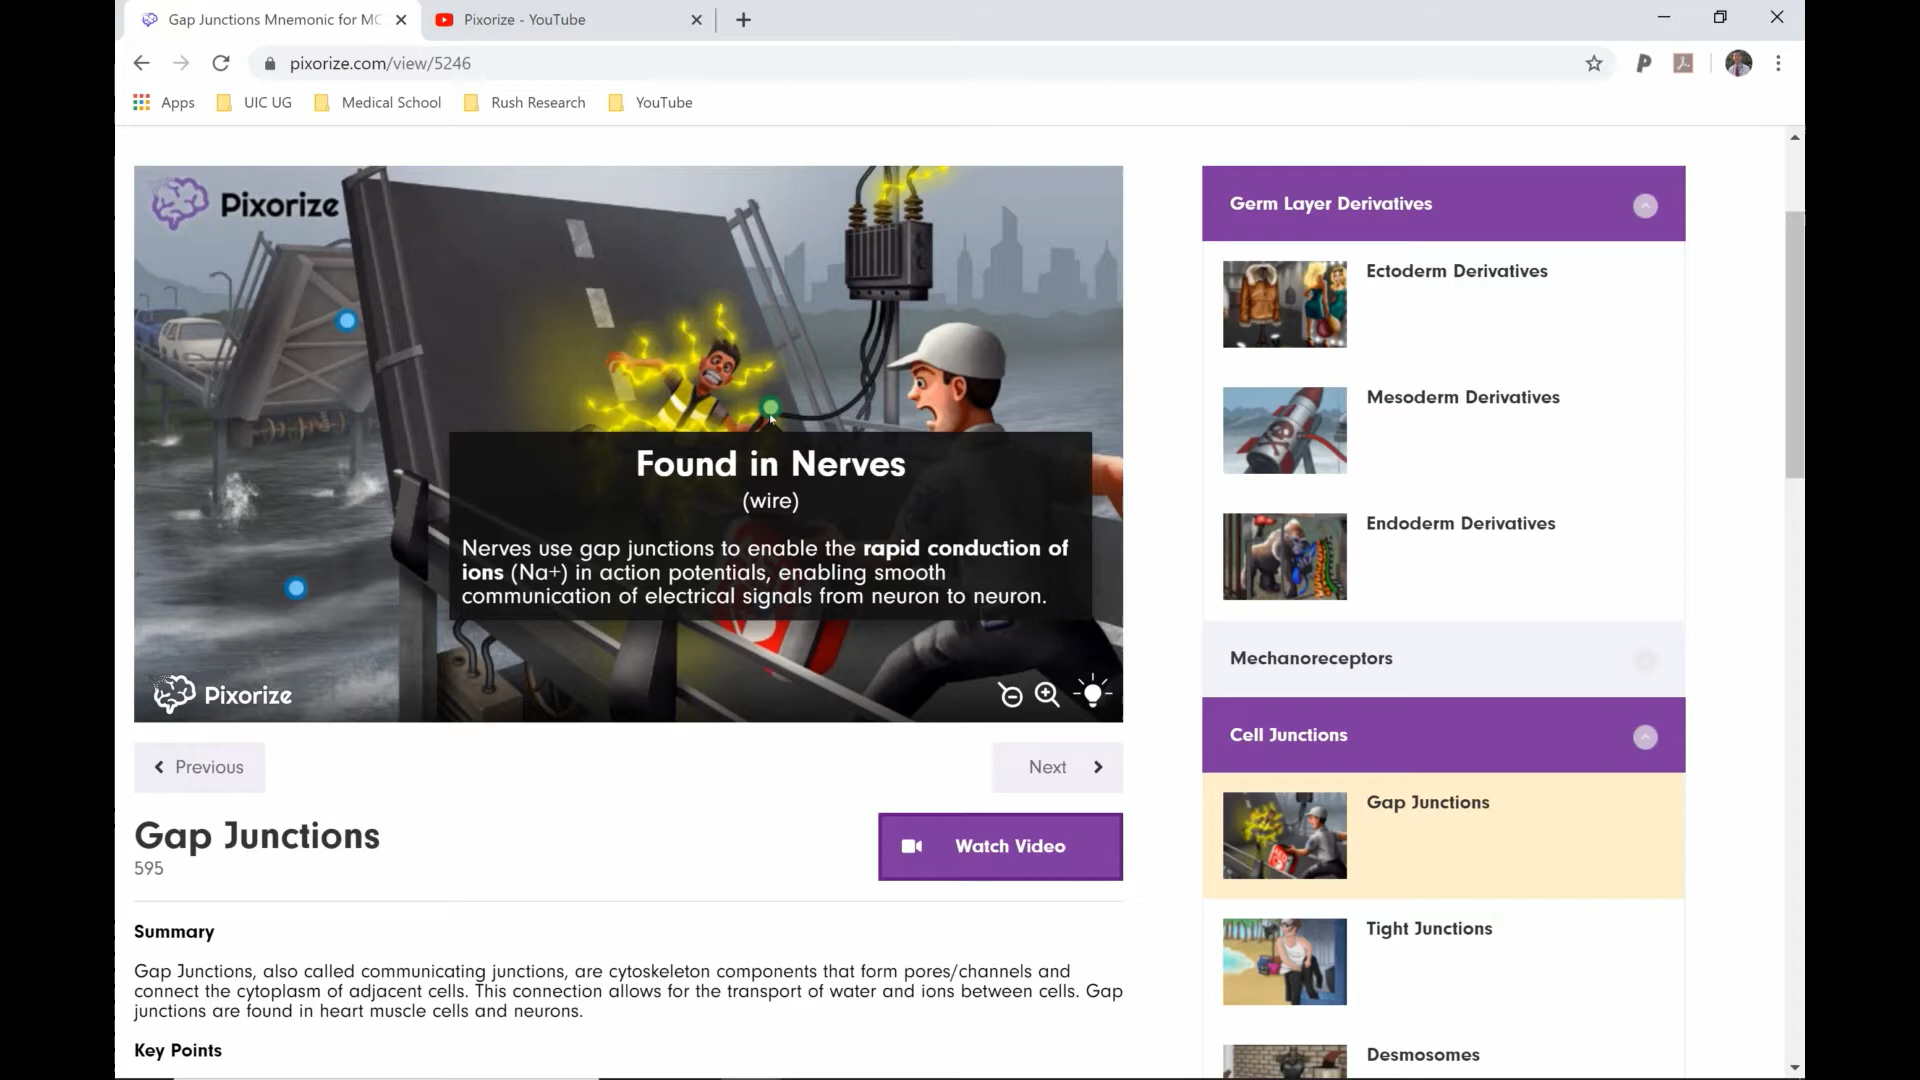 Gap Junctions Mnemonic for MC
Pixorize - YouTube
pixorize.com/view/5246
Apps
UIC UG
Medical School
Rush Research
YouTube
Pixorize
Found in Nerves
(wire)
Nerves use gap junctions to enable the rapid conduction of
ions (Na+) in action potentials, enabling smooth
communication of electrical signals from neuron to neuron.
Pixorize
Previous
Next
Gap Junctions
595
Watch Video
Summary
Gap Junctions, also called communicating junctions, are cytoskeleton components that form pores/channels and
connect the cytoplasm of adjacent cells. This connection allows for the transport of water and ions between cells. Gap
junctions are found in heart muscle cells and neurons.
Key Points
Germ Layer Derivatives
Ectoderm Derivatives
Mesoderm Derivatives
Endoderm Derivatives
Mechanoreceptors
Cell Junctions
Gap Junctions
Tight Junctions
Desmosomes